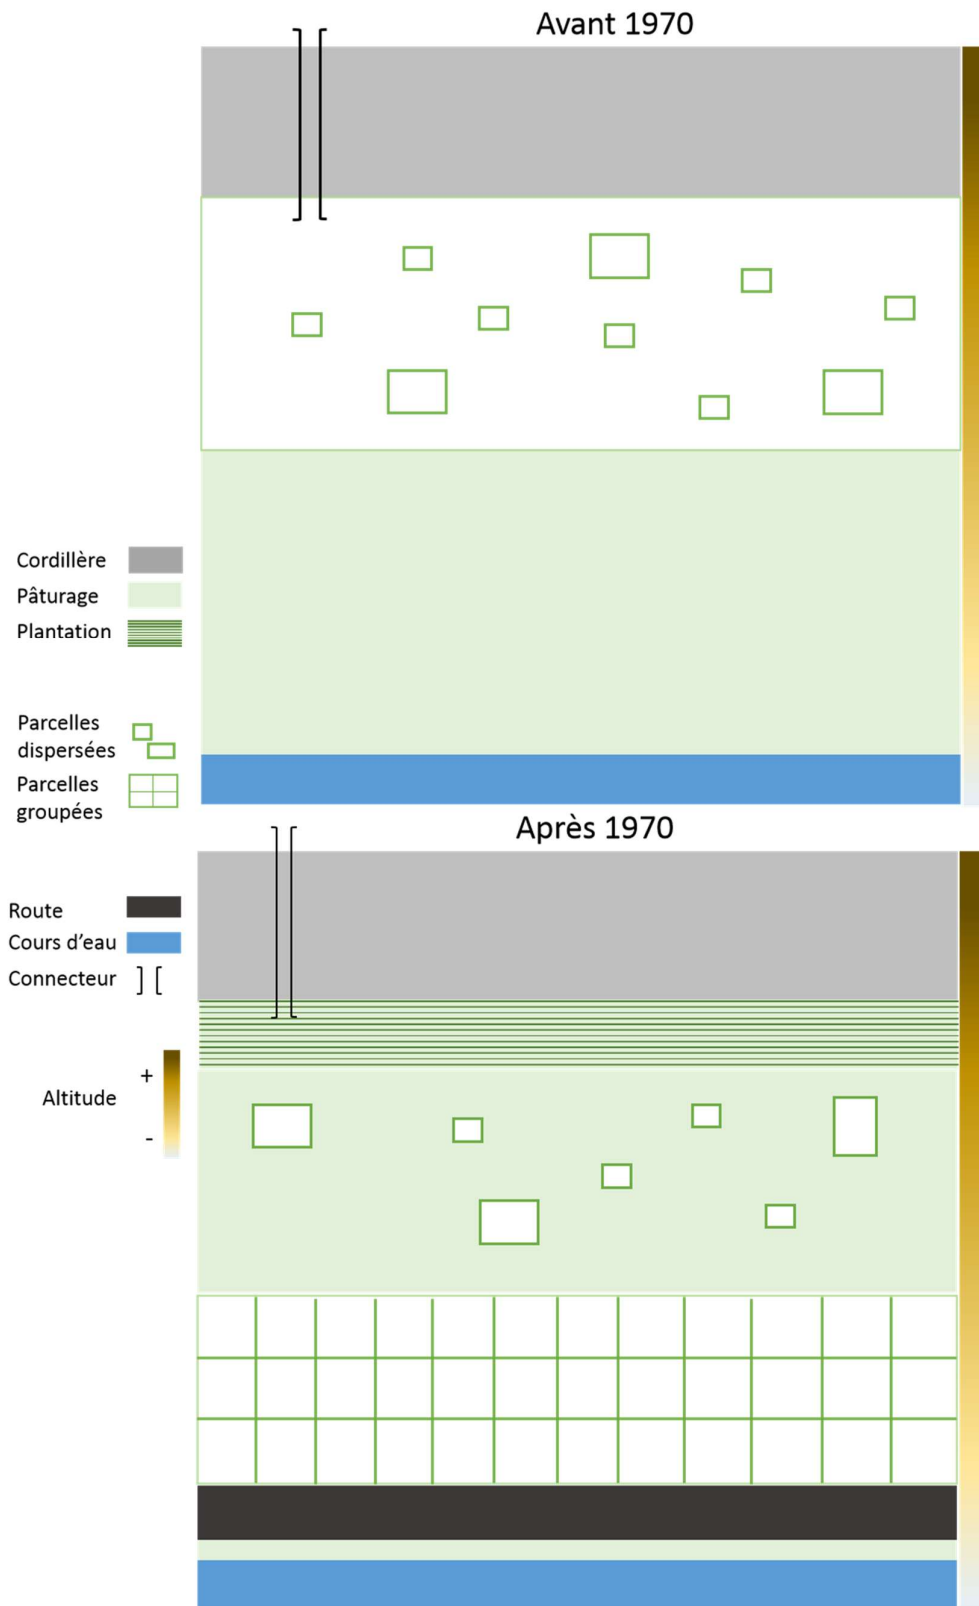 Avant 1970
Cordillère
Pâturage
Plantation
Parcelles
dispersées
Parcelles
groupées
Après 1970
Route
Cours d'eau
Connecteur ] [
+
Altitude
-